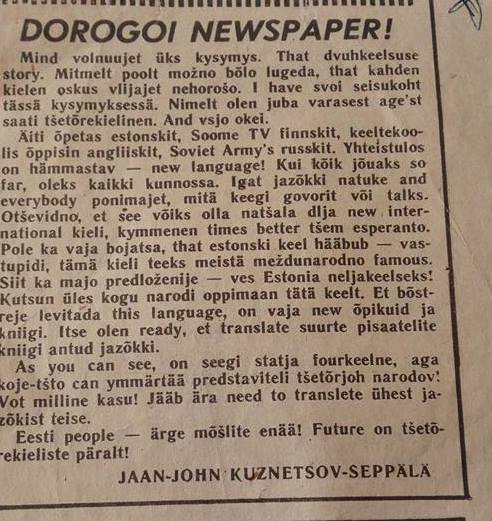 DOROGOI NEWSPAPER!
Mind volnuujet üks kysymys. That dvuhkeelsuse
story. Mitmelt poolt možno bõlo lugeda, that kahden
kielen oskus vlijajet nehorošo. I have svoi seisukoht
tässä kysymyksessä. Nimelt olen juba varasest age'st
saati tšetõrekielinen. And vsjo okei.
Äiti õpetas estonskit, Soome TV finnskit, keeltekoo-
lis õppisin angliiskit, Soviet Army's russkit. Yhteistulos
on hämmastav — new language! Kui kõik jõuaks so
far, oleks kaikki kunnossa. Igat jazõkki natuke and
everybody ponimajet, mitä keegi govorit või talks.
Otševidno, et see võiks olla natšala dlja new inter-
national kieli, kymmenen times better tšem esperanto.
Pole ka vaja bojatsa, that estonski keel hääbub — vas-
tupidi, tämä kieli teeks meistä meždunarodno famous.
Siit ka majo predloženije — ves Estonia neljakeelseks!
Kutsun üles kogu narodi oppimaan tätä keelt. Et bõst-
reje levitada this language, on vaja new õpikuid ja
kniigi. Itse olen ready, et translate suurte pisaatelite
kniigi antud jazõkki.
As you can see, on seegi statja fourkeelne, aga
koje-tšto can ymmärtää predstaviteli tšetõrjoh narodov!
Vot milline kasu! Jääb ära need to translete ühest ja-
zõkist teise.
Eesti people — ärge mõšlite enää! Future on tšetõ-
rekieliste päralt!
JAAN-JOHN KUZNETSOV-SEPPÄLÄ